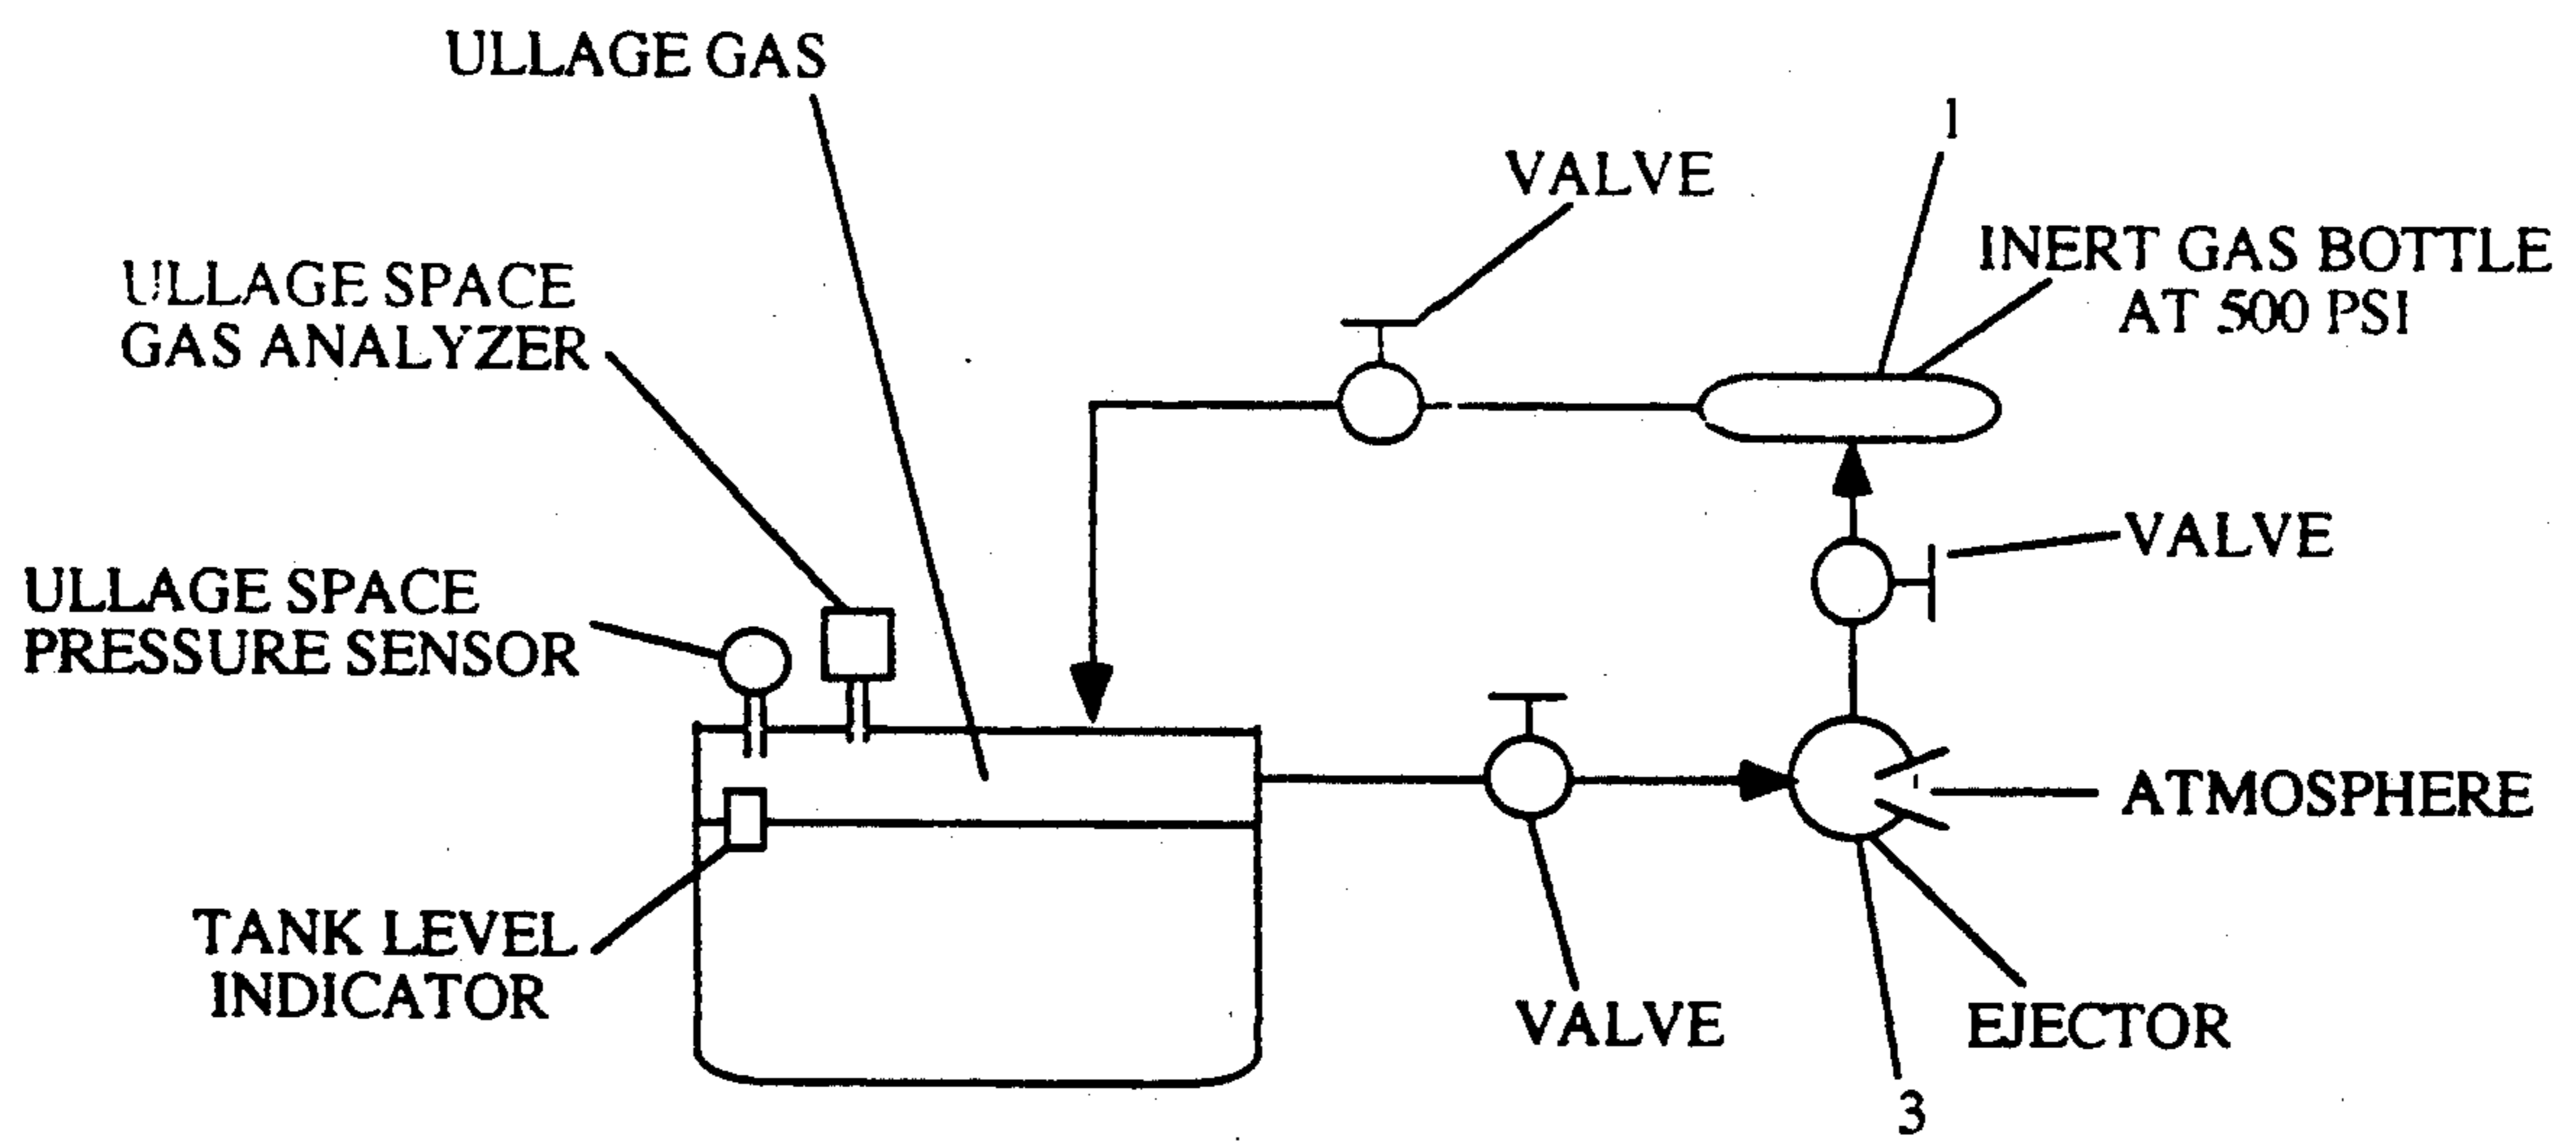 ULLAGE GAS
1
VALVE
INERT GAS BOTTLE
AT 500 PSI
ULLAGE SPACE
GAS ANALYZER
VALVE
ULLAGE SPACE
PRESSURE SENSOR
ATMOSPHERE
TANK LEVEL
INDICATOR
VALVE
EJECTOR
3